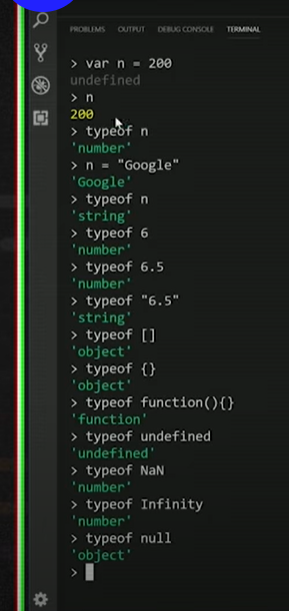 PROBLEMS OUTPUT DEBUG CONSOLE TERMINAL
> var n = 200
undefined
> n
200
> typeof n
'number'
> n = "Google"
'Google'
> typeof n
'string'
> typeof 6
'number'
> typeof 6.5
'number'
> typeof "6.5"
'string'
> typeof []
'object'
> typeof {}
'object'
> typeof function(){}
'function'
> typeof undefined
'undefined'
> typeof NaN
'number'
> typeof Infinity
'number'
> typeof null
'object'
>